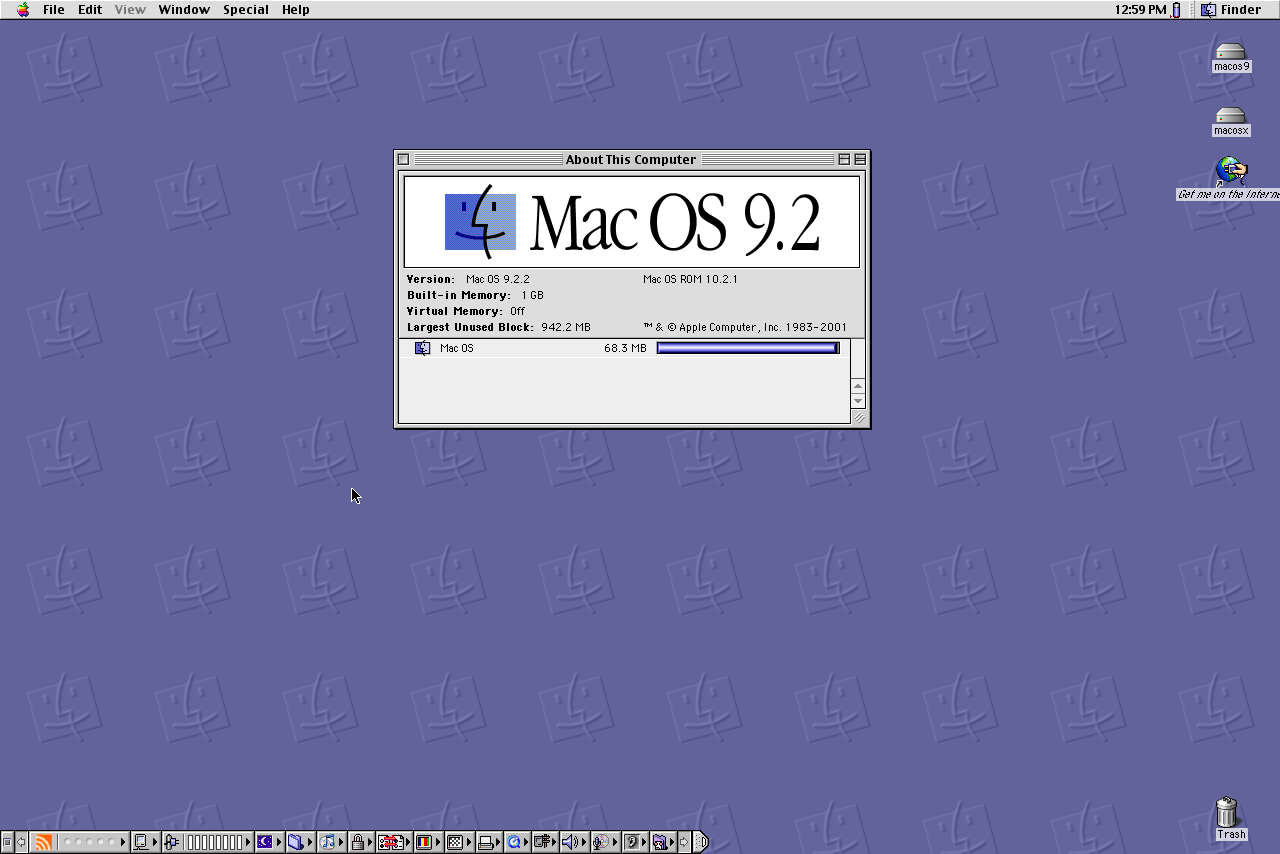 File Edit View Window Special Help 12:59 PM Finder
macos9
macosx
Get me on the Interne
About This Computer
Mac OS 9.2
Version: Mac OS 9.2.2 Mac OS ROM 10.2.1
Built-in Memory: 1 GB
Virtual Memory: Off
Largest Unused Block: 942.2 MB ™ & © Apple Computer, Inc. 1983-2001
Mac OS 68.3 MB
Trash